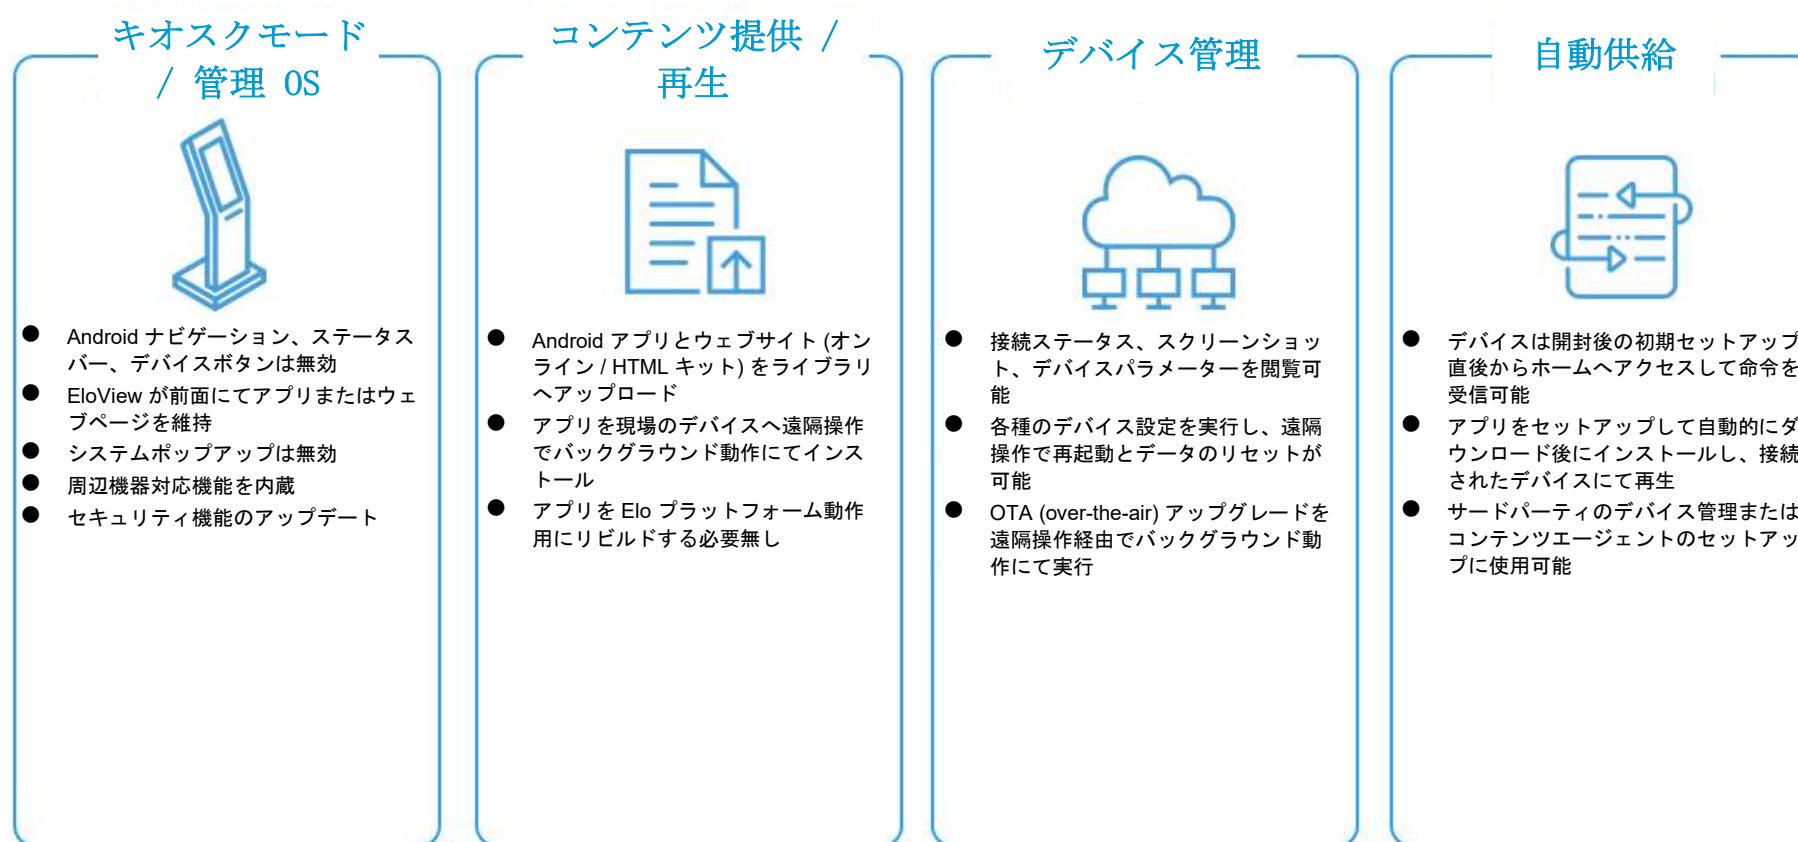 キオスクモード
/ 管理 OS
● Android ナビゲーション、ステータス
バー、デバイスボタンは無効
● EloView が前面にてアプリまたはウェ
ブページを維持
● システムポップアップは無効
● 周辺機器対応機能を内蔵
● セキュリティ機能のアップデート
コンテンツ提供 /
再生
● Android アプリとウェブサイト (オン
ライン / HTML キット) をライブラリ
へアップロード
● アプリを現場のデバイスへ遠隔操作
でバックグラウンド動作にてインス
トール
● アプリを Elo プラットフォーム動作
用にリビルドする必要無し
デバイス管理
● 接続ステータス、スクリーンショッ
ト、デバイスパラメーターを閲覧可
能
● 各種のデバイス設定を実行し、遠隔
操作で再起動とデータのリセットが
可能
● OTA (over-the-air) アップグレードを
遠隔操作経由でバックグラウンド動
作にて実行
自動供給
● デバイスは開封後の初期セットアップ
直後からホームへアクセスして命令を
受信可能
● アプリをセットアップして自動的にダ
ウンロード後にインストールし、接続
されたデバイスにて再生
● サードパーティのデバイス管理または
コンテンツエージェントのセットアッ
プに使用可能